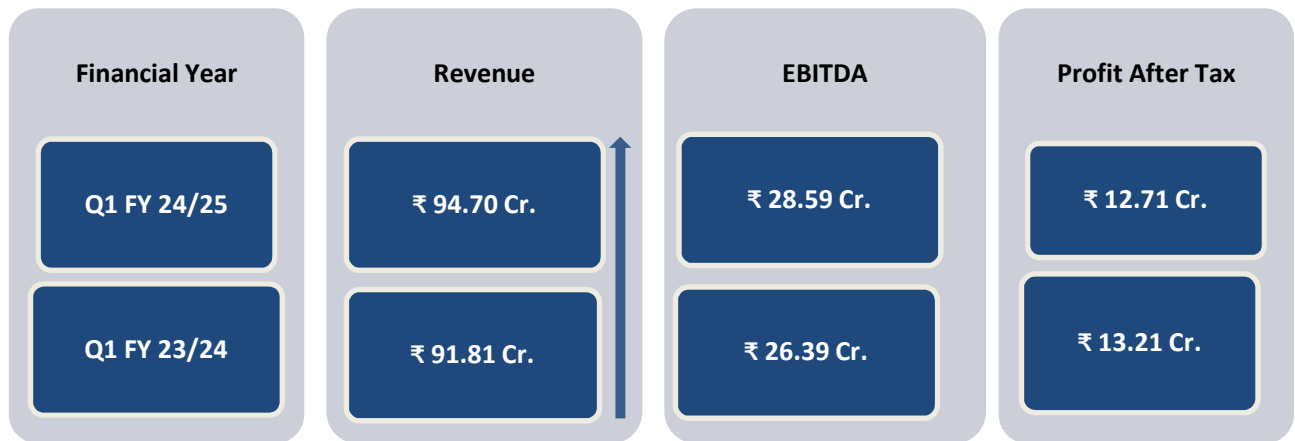 Financial Year
Revenue
EBITDA
Profit After Tax
Q1 FY 24/25
₹ 94.70 Cr.
₹ 28.59 Cr.
₹ 12.71 Cr.
Q1 FY 23/24
₹ 91.81 Cr.
₹ 26.39 Cr.
₹ 13.21 Cr.